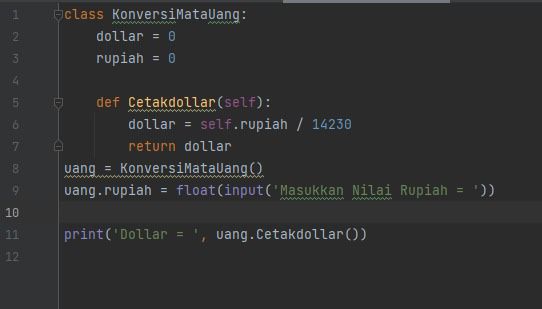 1 class KonversiMataUang:
2     dollar = 0
3     rupiah = 0
4
5     def Cetakdollar(self):
6         dollar = self.rupiah / 14230
7         return dollar
8 uang = KonversiMataUang()
9 uang.rupiah = float(input('Masukkan Nilai Rupiah = '))
10
11 print('Dollar = ', uang.Cetakdollar())
12